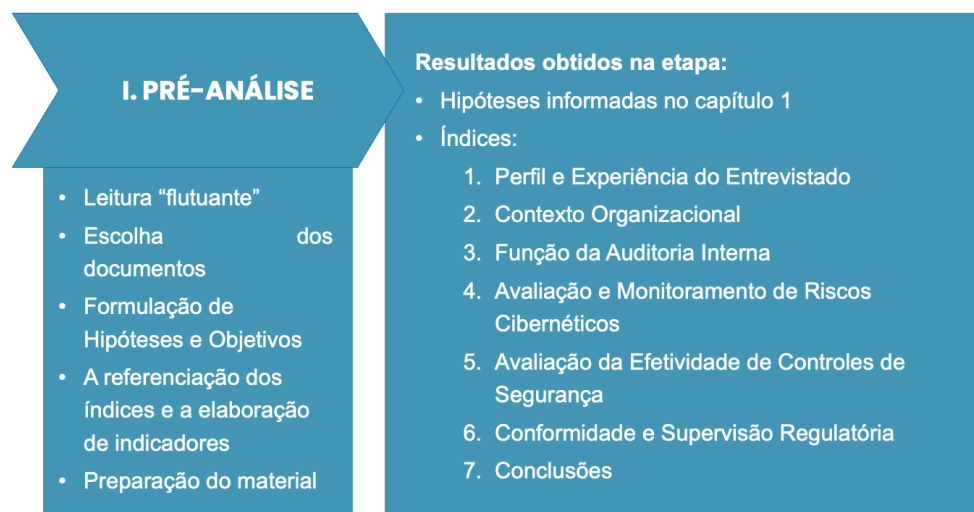 I. PRÉ-ANÁLISE
• Leitura “flutuante”
• Escolha dos
documentos
• Formulação de
Hipóteses e Objetivos
• A referenciação dos
índices e a elaboração
de indicadores
• Preparação do material
Resultados obtidos na etapa:
• Hipóteses informadas no capítulo 1
• Índices:
1. Perfil e Experiência do Entrevistado
2. Contexto Organizacional
3. Função da Auditoria Interna
4. Avaliação e Monitoramento de Riscos
Cibernéticos
5. Avaliação da Efetividade de Controles de
Segurança
6. Conformidade e Supervisão Regulatória
7. Conclusões